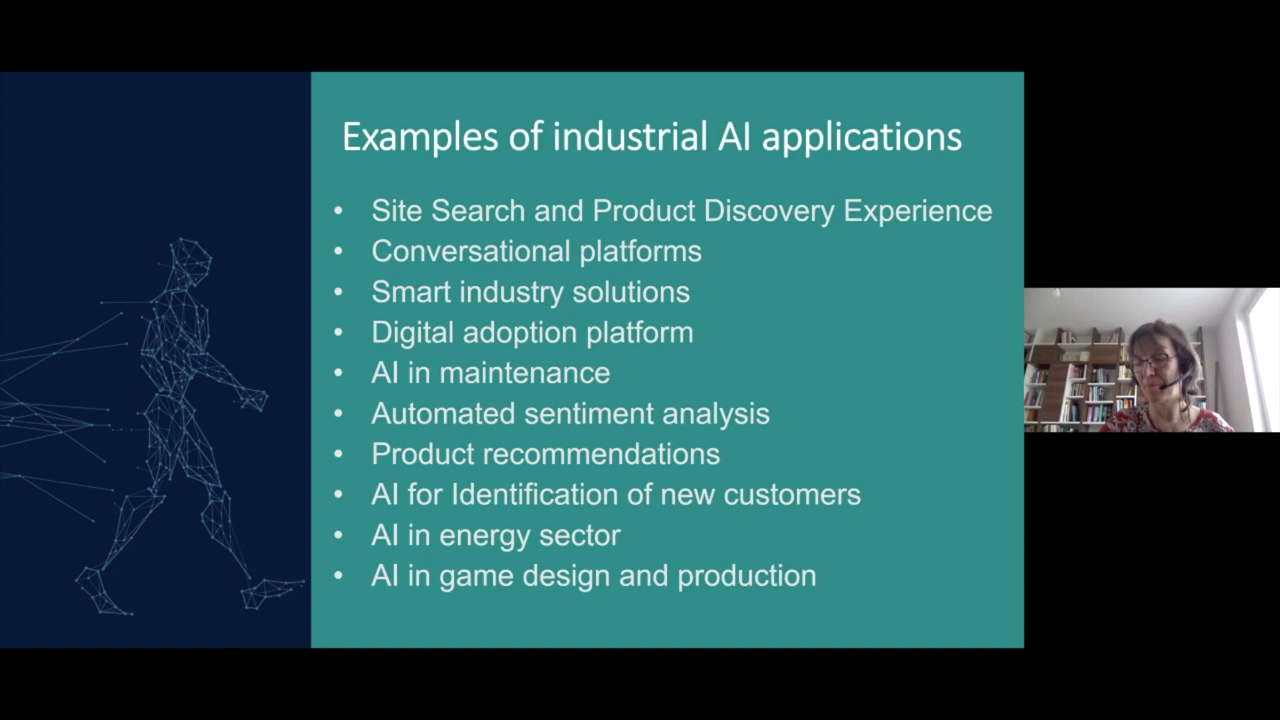 Examples of industrial AI applications
• Site Search and Product Discovery Experience
• Conversational platforms
• Smart industry solutions
• Digital adoption platform
• AI in maintenance
• Automated sentiment analysis
• Product recommendations
• AI for Identification of new customers
• AI in energy sector
• AI in game design and production